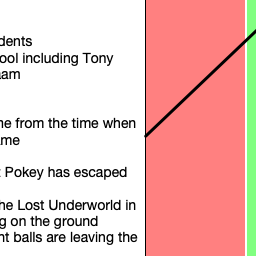 dents
ool including Tony
am
ne from the time when
me
Pokey has escaped
he Lost Underworld in
g on the ground
nt balls are leaving the